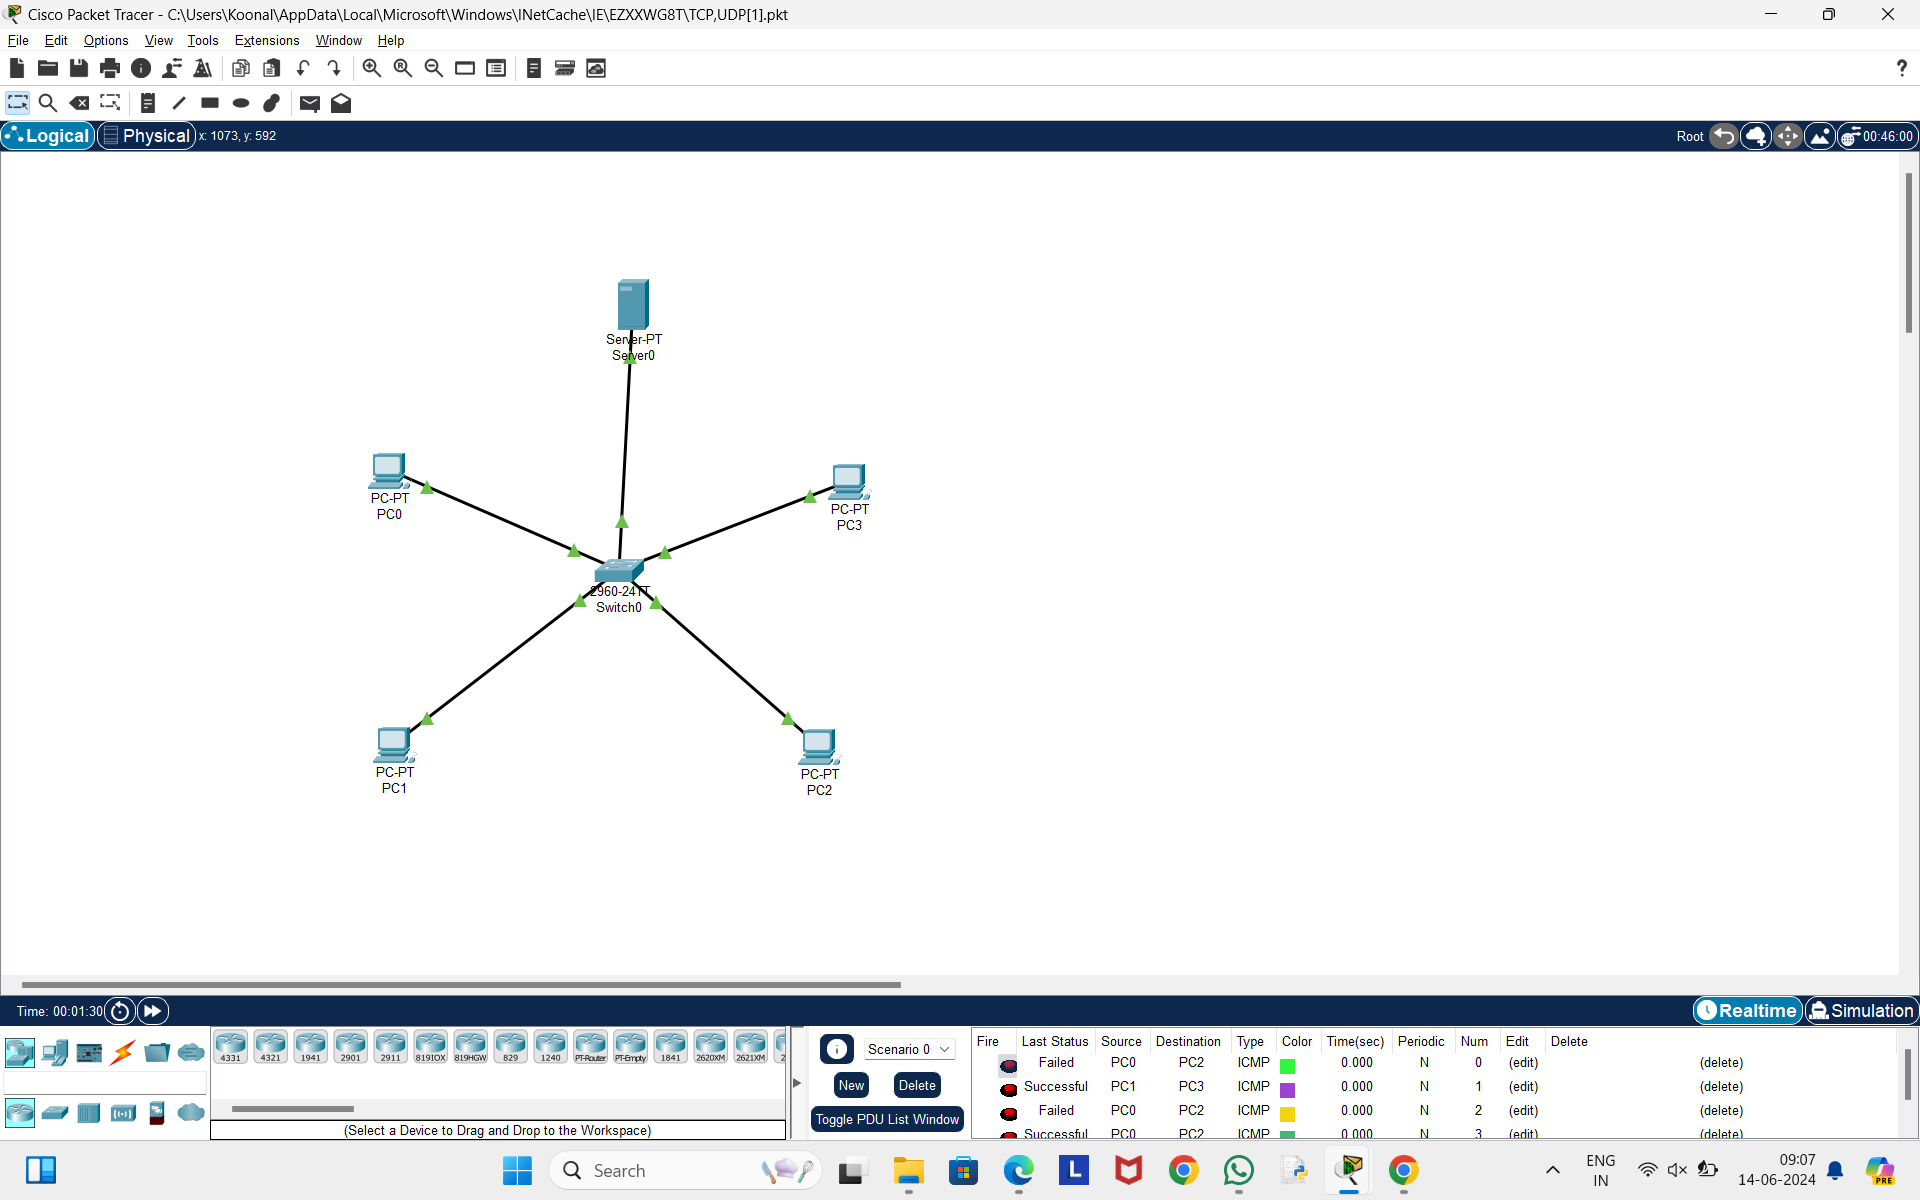 Cisco Packet Tracer - C:\Users\Koonal\AppData\Local\Microsoft\Windows\INetCache\IE\EZXXWG8T\TCP,UDP[1].pkt
File Edit Options View Tools Extensions Window Help
?
Logical Physical x: 1073, y: 592 Root 00:46:00
Server-PT
Server0
PC-PT
PC0
PC-PT
PC3
2960-24TT
Switch0
PC-PT
PC1
PC-PT
PC2
Time: 00:01:30 Realtime Simulation
4331 4321 1941 2901 2911 819IOX 819HGW 829 1240 PT-Router PT-Empty 1841 2620XM 2621XM 2
(Select a Device to Drag and Drop to the Workspace)
Scenario 0
New Delete
Toggle PDU List Window
Fire Last Status Source Destination Type Color Time(sec) Periodic Num Edit Delete
Failed PC0 PC2 ICMP 0.000 N 0 (edit) (delete)
Successful PC1 PC3 ICMP 0.000 N 1 (edit) (delete)
Failed PC0 PC2 ICMP 0.000 N 2 (edit) (delete)
Successful PC0 PC2 ICMP 0.000 N 3 (edit) (delete)
Search
L
ENG
IN
09:07
14-06-2024
PRE